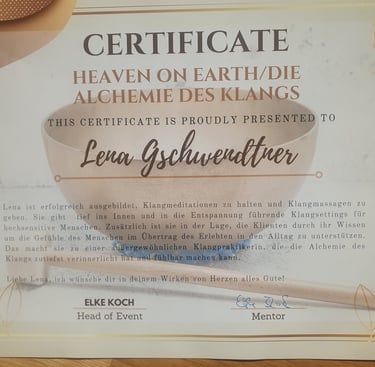 CERTIFICATE
HEAVEN ON EARTH/DIE
ALCHEMIE DES KLANGS
THIS CERTIFICATE IS PROUDLY PRESENTED TO
Lena Gschwendtner
Lena ist erfolgreich ausgebildet, Klangmeditationen zu halten und Klangmassagen zu
geben. Sie gibt tief ins Innen und in die Entspannung führende Klangsettings für
hochsensitive Menschen. Zusätzlich ist sie in der Lage, die Klienten durch ihr Wissen
um die Gefühle des Menschen im Übertrag des Erlebten in den Alltag zu unterstützen.
Das macht sie zu einer außergewöhnlichen Klangpraktikerin, die die Alchemie des
Klangs zutiefst verinnerlicht hat und fühlbar machen kann.
Liebe Lena, ich wünsche dir in deinem Wirken von Herzen alles Gute!
ELKE KOCH
Head of Event
Mentor